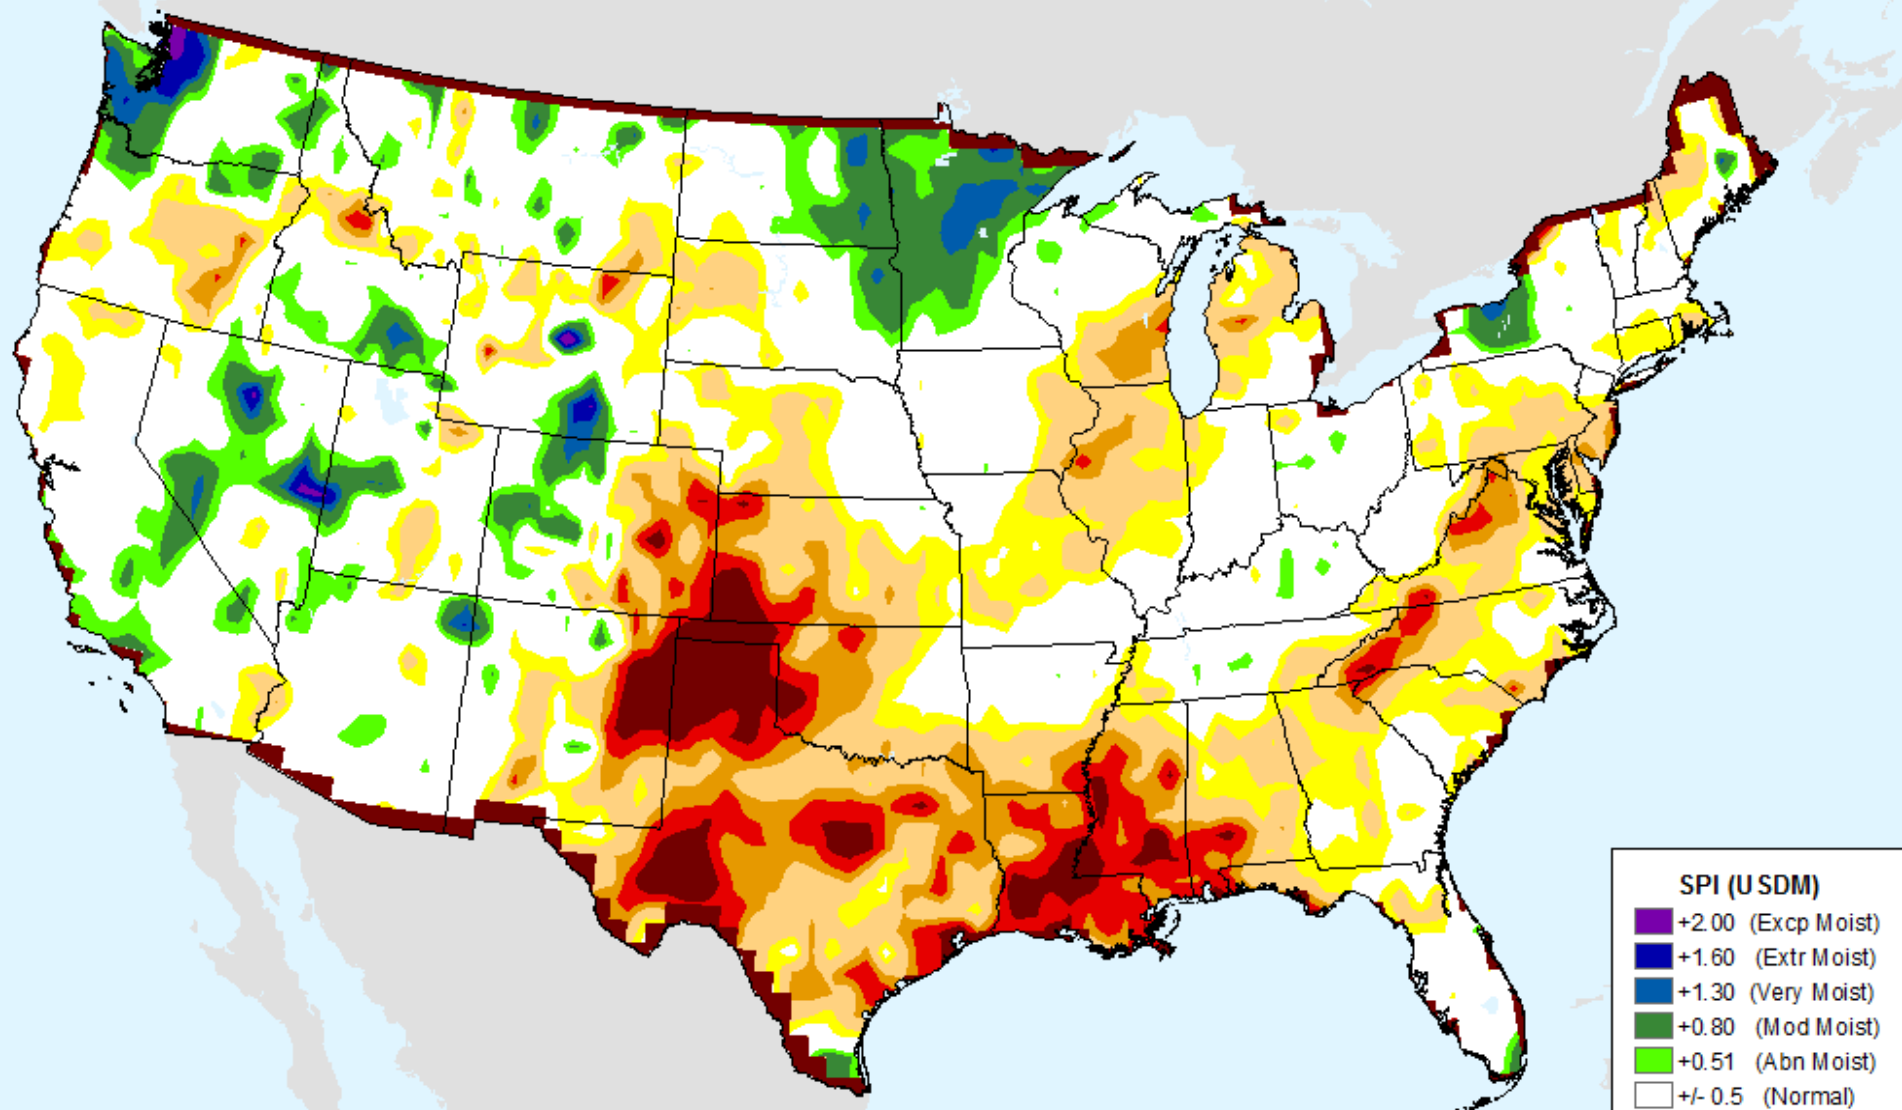 SPI (USDM)
+2.00 (Excp Moist)
+1.60 (Extr Moist)
+1.30 (Very Moist)
+0.80 (Mod Moist)
+0.51 (Abn Moist)
+/- 0.5 (Normal)